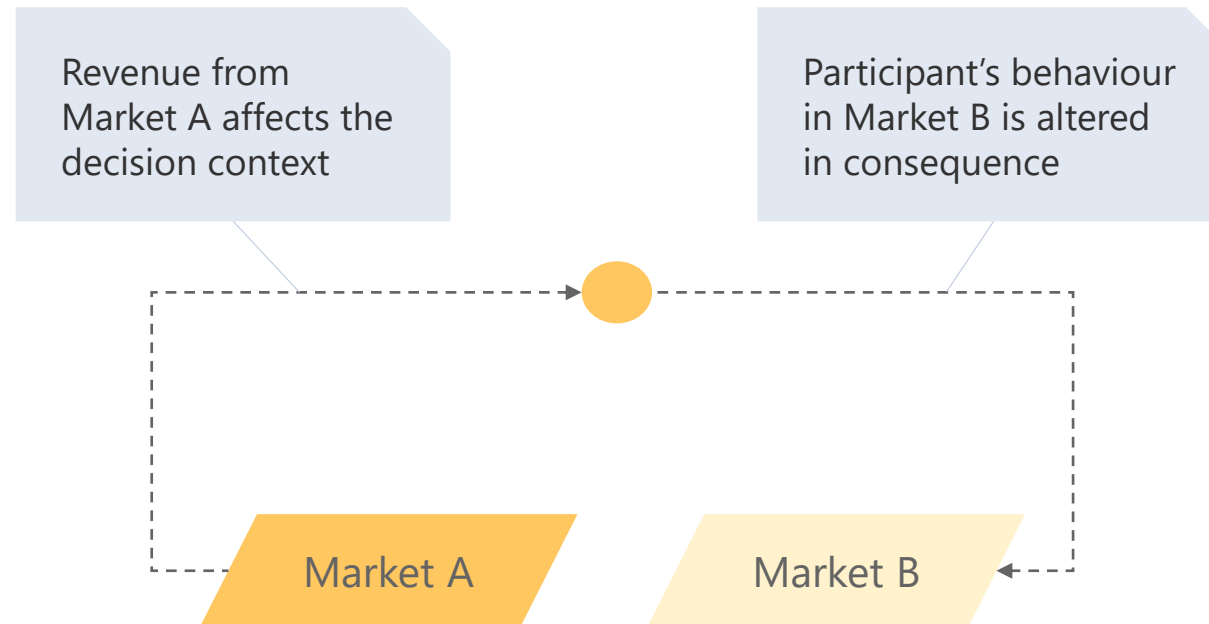 Revenue from
Market A affects the
decision context
Participant’s behaviour
in Market B is altered
in consequence
Market A
Market B